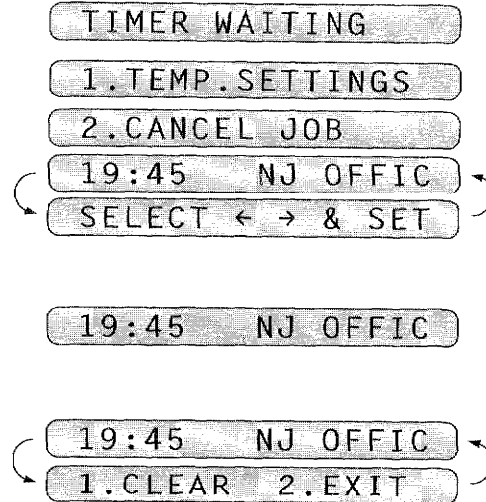 TIMER WAITING
1.TEMP.SETTINGS
2.CANCEL JOB
19:45 NJ OFFIC
SELECT ← → & SET
19:45 NJ OFFIC
19:45 NJ OFFIC
1.CLEAR 2.EXIT